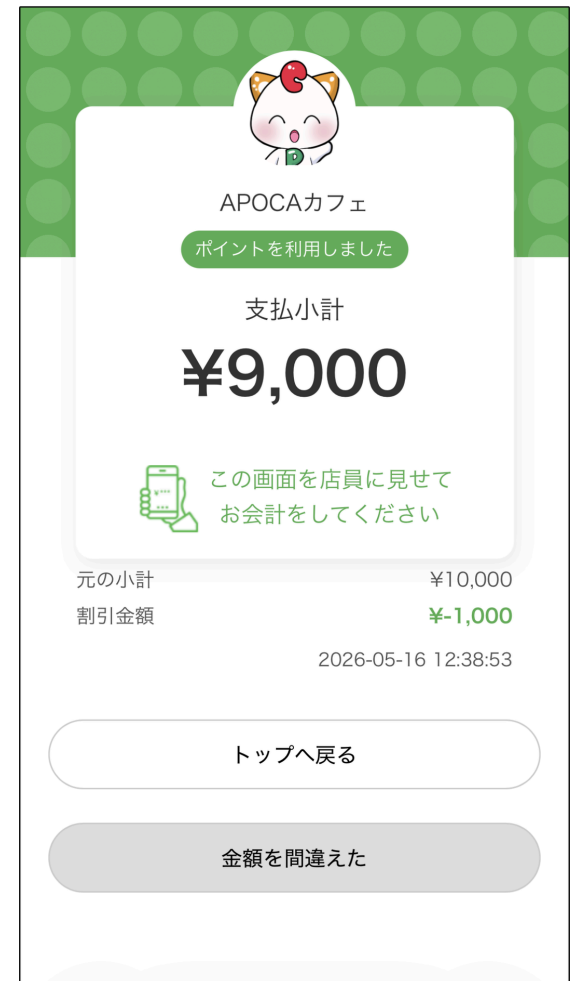 APOCAカフェ
ポイントを利用しました
支払小計
¥9,000
この画面を店員に見せて
お会計をしてください
元の小計 ¥10,000
割引金額 ¥-1,000
2026-05-16 12:38:53
トップへ戻る
金額を間違えた